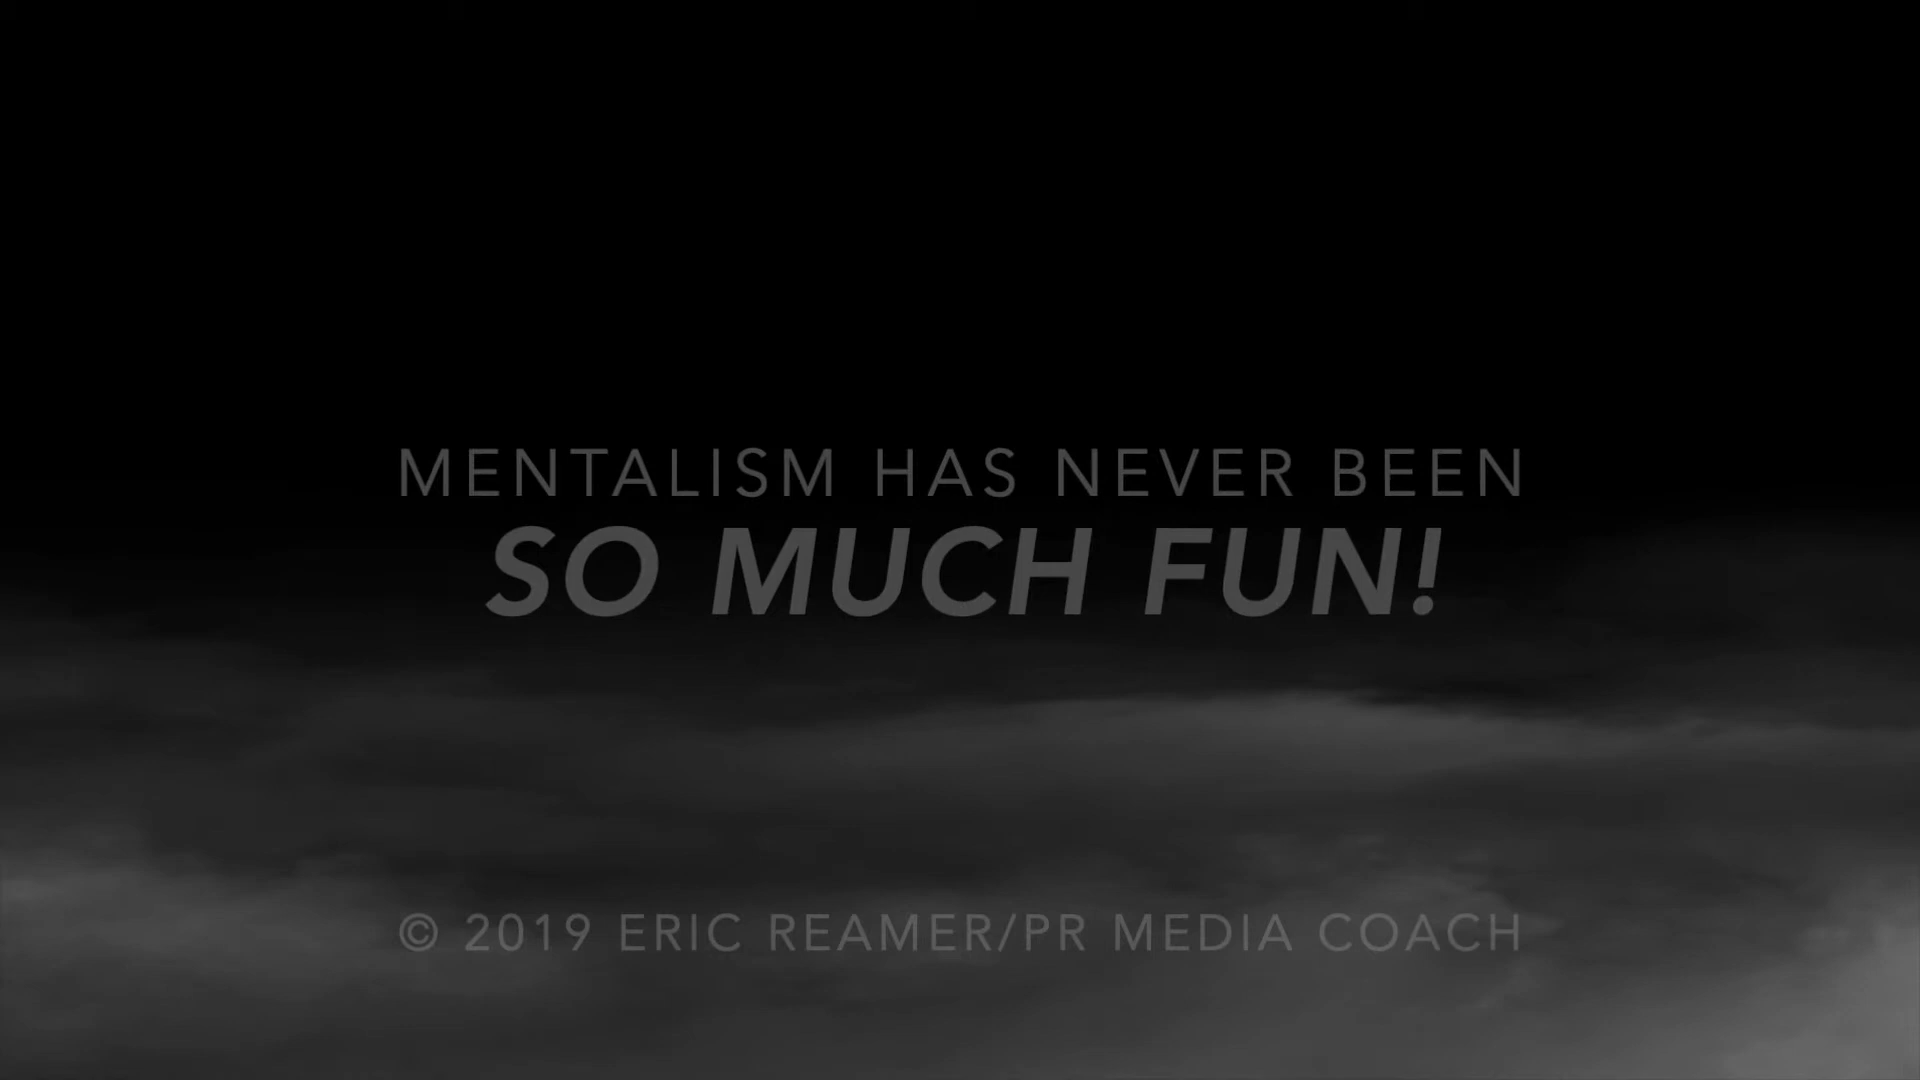 MENTALISM HAS NEVER BEEN
SO MUCH FUN!
© 2019 ERIC REAMER/PR MEDIA COACH